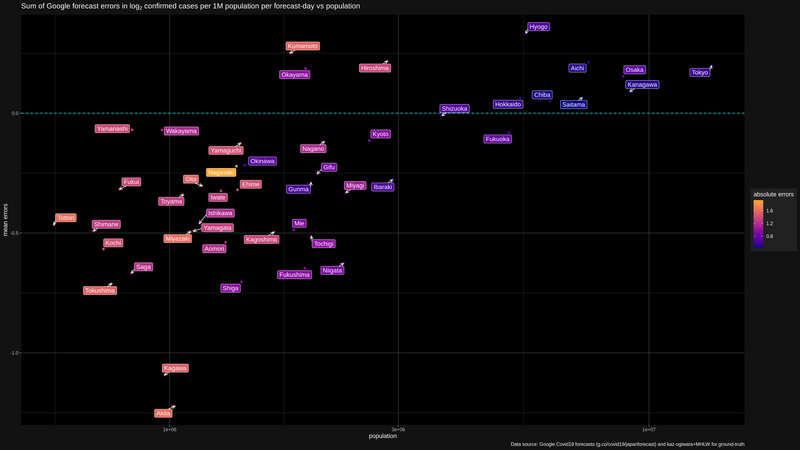 Sum of Google forecast errors in log2 confirmed cases per 1M population per forecast-day vs population
Hyogo
Kumamoto
Hiroshima
Okayama
Aichi
Osaka
Tokyo
Kanagawa
Chiba
Hokkaido
Saitama
Shizuoka
0.0
Yamanashi
Wakayama
Kyoto
Fukuoka
Yamaguchi
Nagano
Okinawa
Nagasaki
Gifu
Fukui
Oita
Ehime
Gunma
Miyagi
Ibaraki
Toyama
Iwate
Ishikawa
Tottori
Shimane
Yamagata
Mie
-0.5
Kochi
Miyazaki
Aomori
Kagoshima
Tochigi
Saga
Fukushima
Niigata
Tokushima
Shiga
-1.0
Kagawa
Akita
mean errors
1e+06
3e+06
1e+07
population
absolute errors
1.6
1.2
0.8
Data source: Google Covid19 forecasts (g.co/covid19/japanforecast) and kaz-ogiwara+MHLW for ground-truth